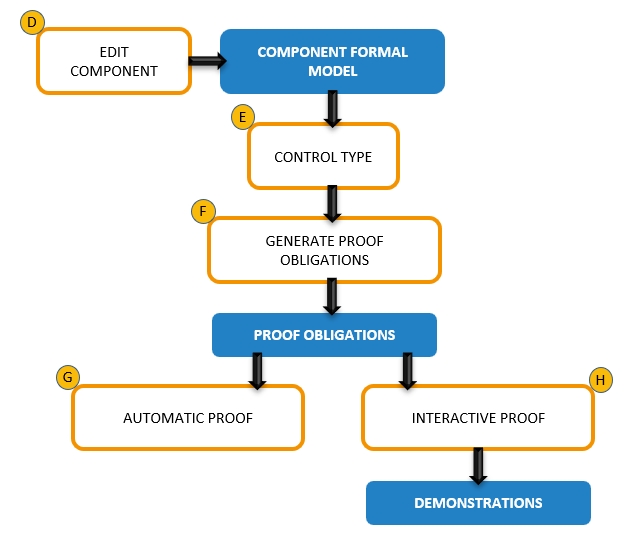 D
EDIT
COMPONENT
COMPONENT FORMAL
MODEL
E
CONTROL TYPE
F
GENERATE PROOF
OBLIGATIONS
PROOF OBLIGATIONS
G
AUTOMATIC PROOF
H
INTERACTIVE PROOF
DEMONSTRATIONS